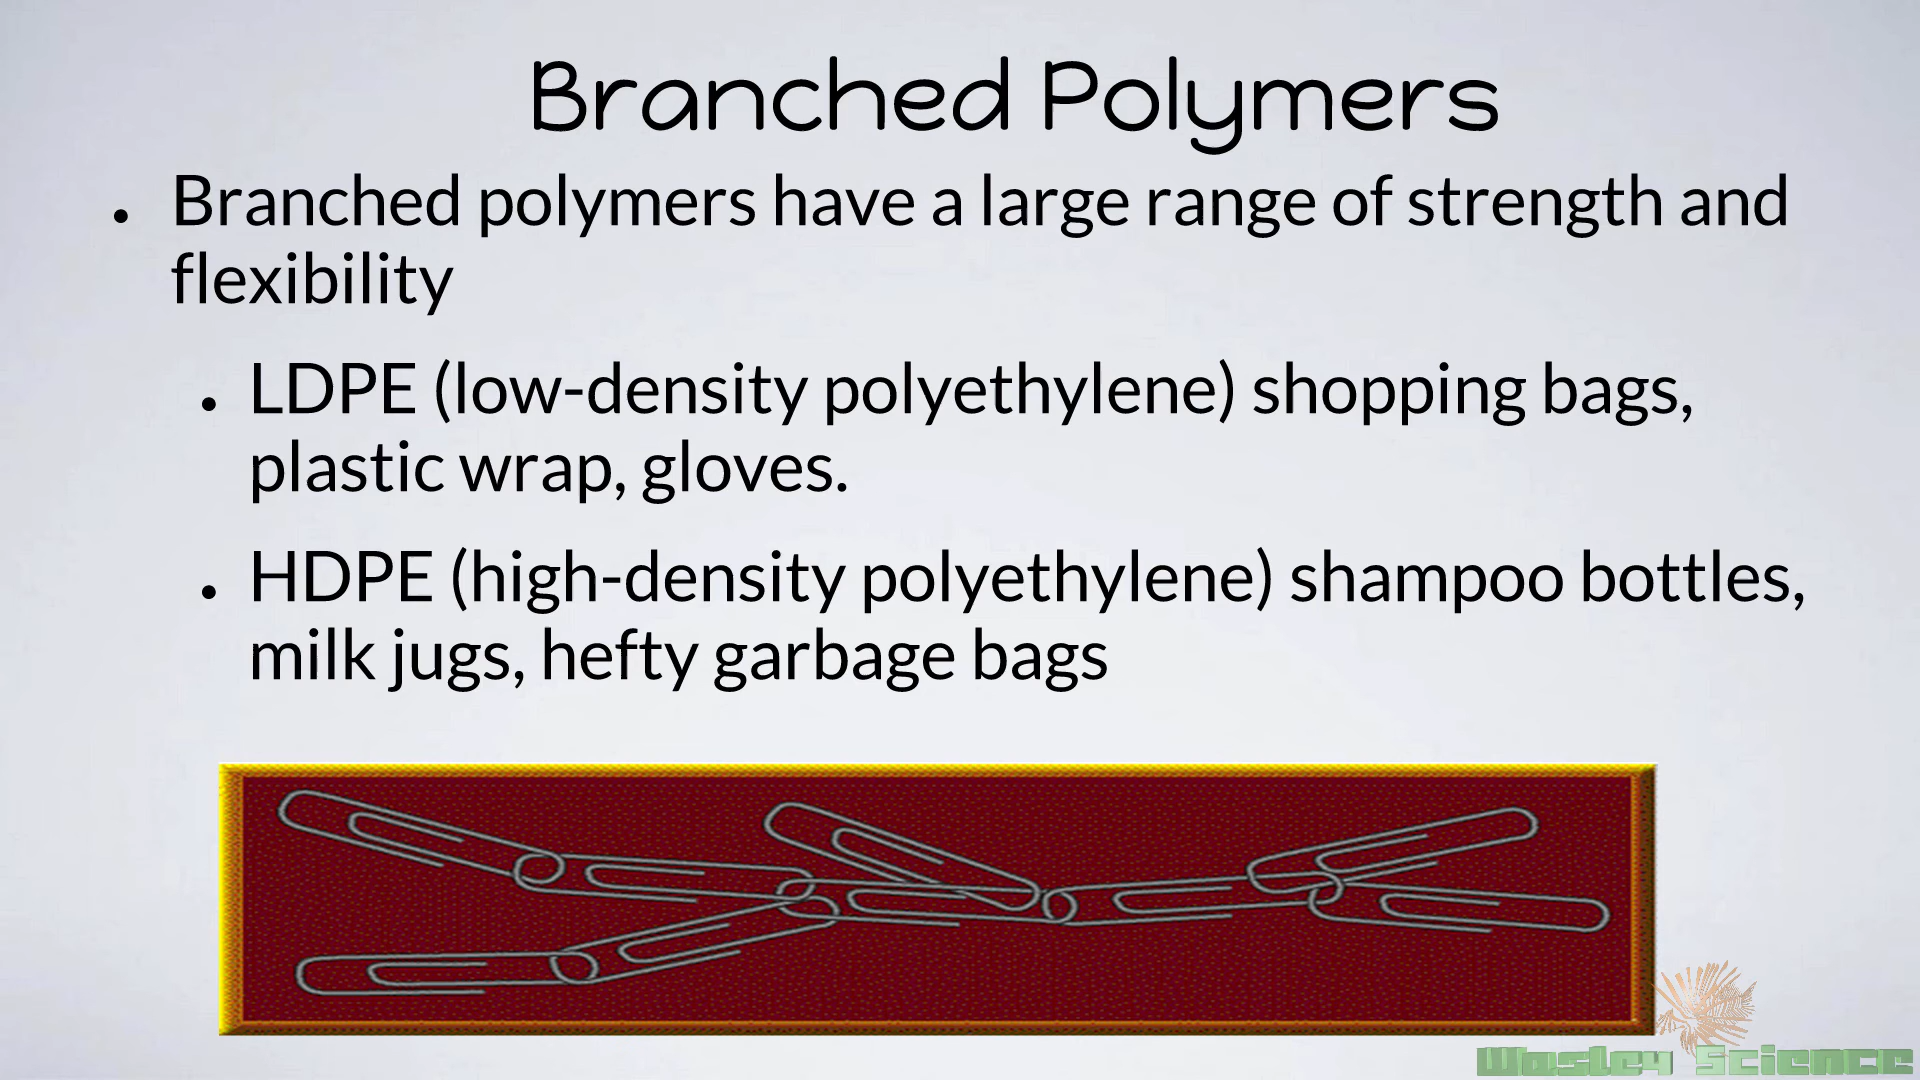 Branched Polymers
• Branched polymers have a large range of strength and
flexibility
• LDPE (low-density polyethylene) shopping bags,
plastic wrap, gloves.
• HDPE (high-density polyethylene) shampoo bottles,
milk jugs, hefty garbage bags
Wasley Science